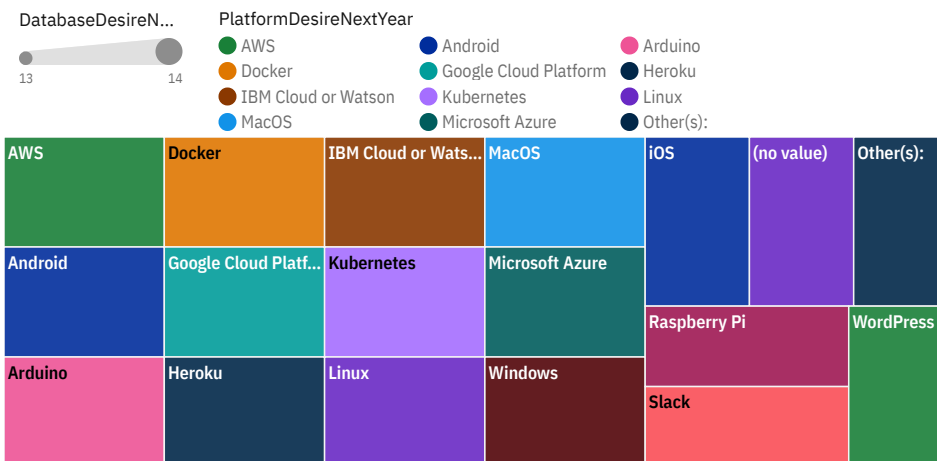 DatabaseDesireN...
13
14
PlatformDesireNextYear
AWS
Android
Arduino
Docker
Google Cloud Platform
Heroku
IBM Cloud or Watson
Kubernetes
Linux
MacOS
Microsoft Azure
Other(s):
AWS
Docker
IBM Cloud or Wats...
MacOS
iOS
(no value)
Other(s):
Android
Google Cloud Platf...
Kubernetes
Microsoft Azure
Raspberry Pi
WordPress
Arduino
Heroku
Linux
Windows
Slack